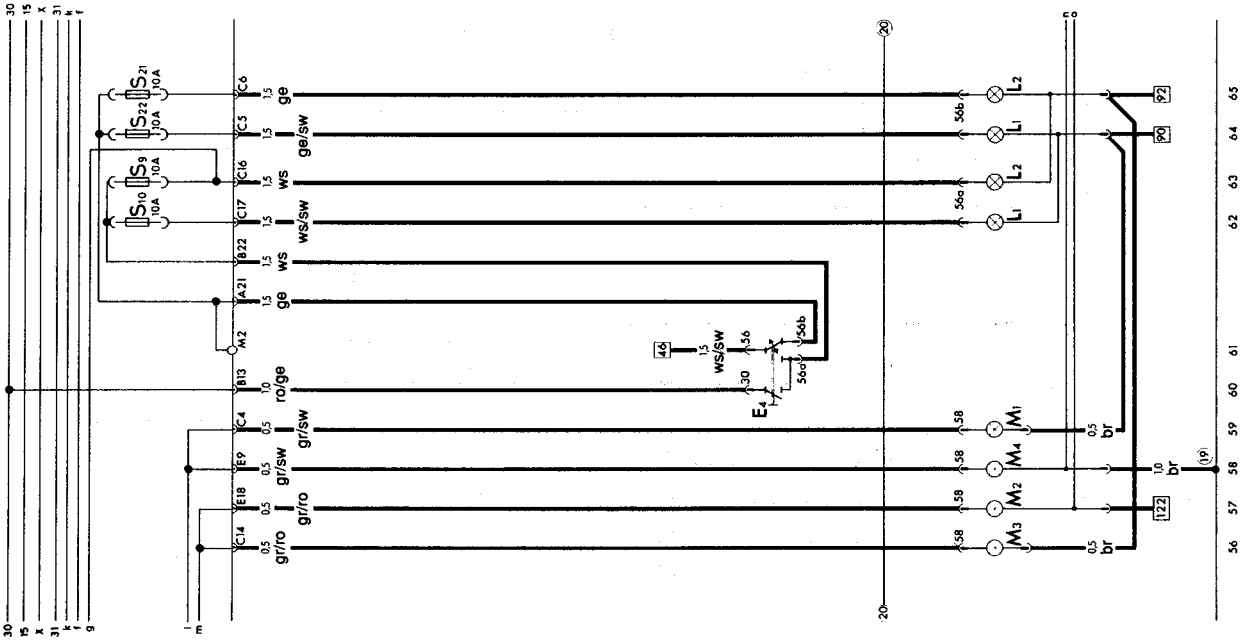 30
15
X
31
k
f
30
15
X
31
k
f
g
l
m
S21
10A
S22
10A
S9
10A
S10
10A
C6
1,5
ge
C5
1,5
ge/sw
C16
1,5
ws
C17
1,5
ws/sw
B22
1,5
ws
A21
1,5
ge
M2
B13
1,0
ro/ge
C4
0,5
gr/sw
E9
0,5
gr/sw
E18
0,5
gr/ro
C14
0,5
gr/ro
46
1,5
ws/sw
56
56b
56a
30
E4
20
20
56b
L2
L1
56a
L2
L1
58
M1
58
M4
58
M2
58
M3
n
o
0,5
br
0,5
br
92
90
122
1,0
br
19
65
64
63
62
61
60
59
58
57
56